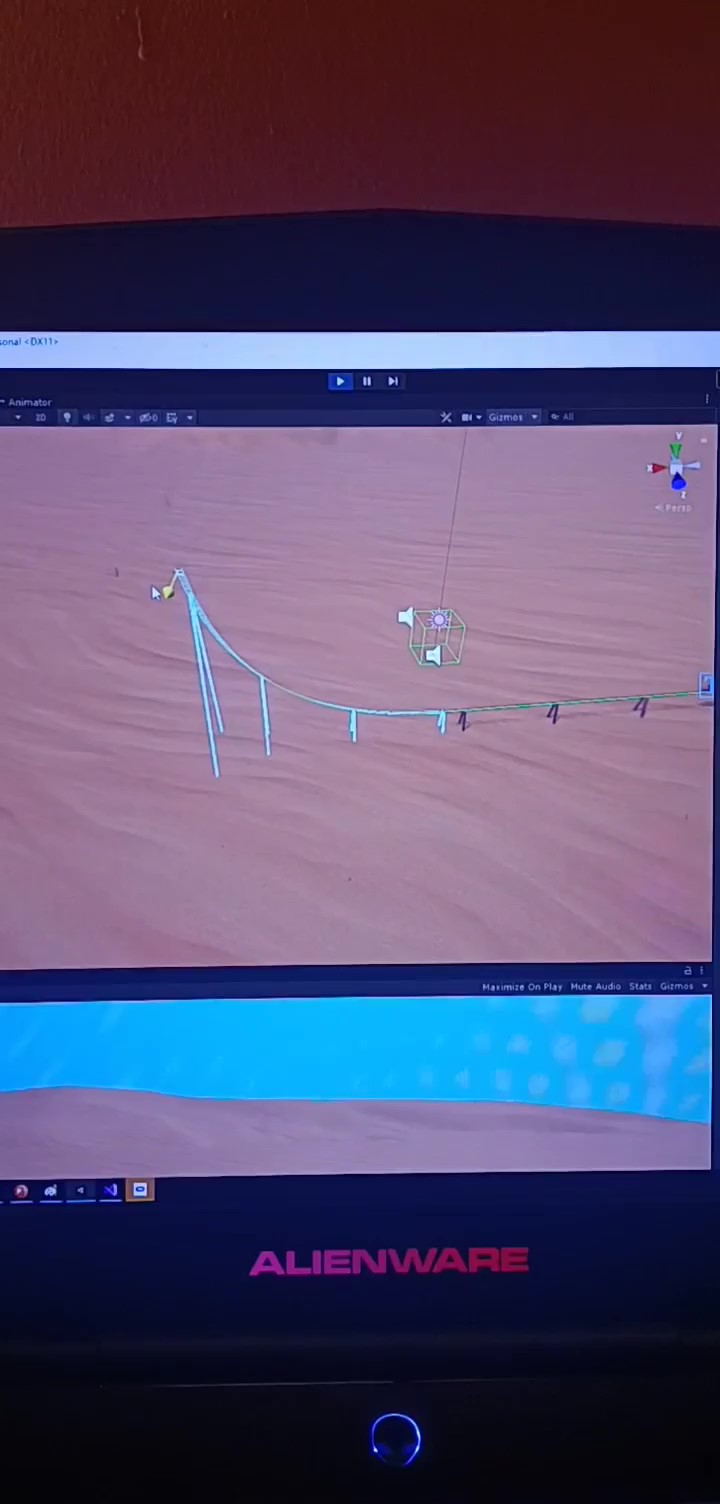 sonal <DX11>
Animator
2D
Gizmos
All
y
x
z
< Persp
Maximize On Play Mute Audio Stats Gizmos
ALIENWARE